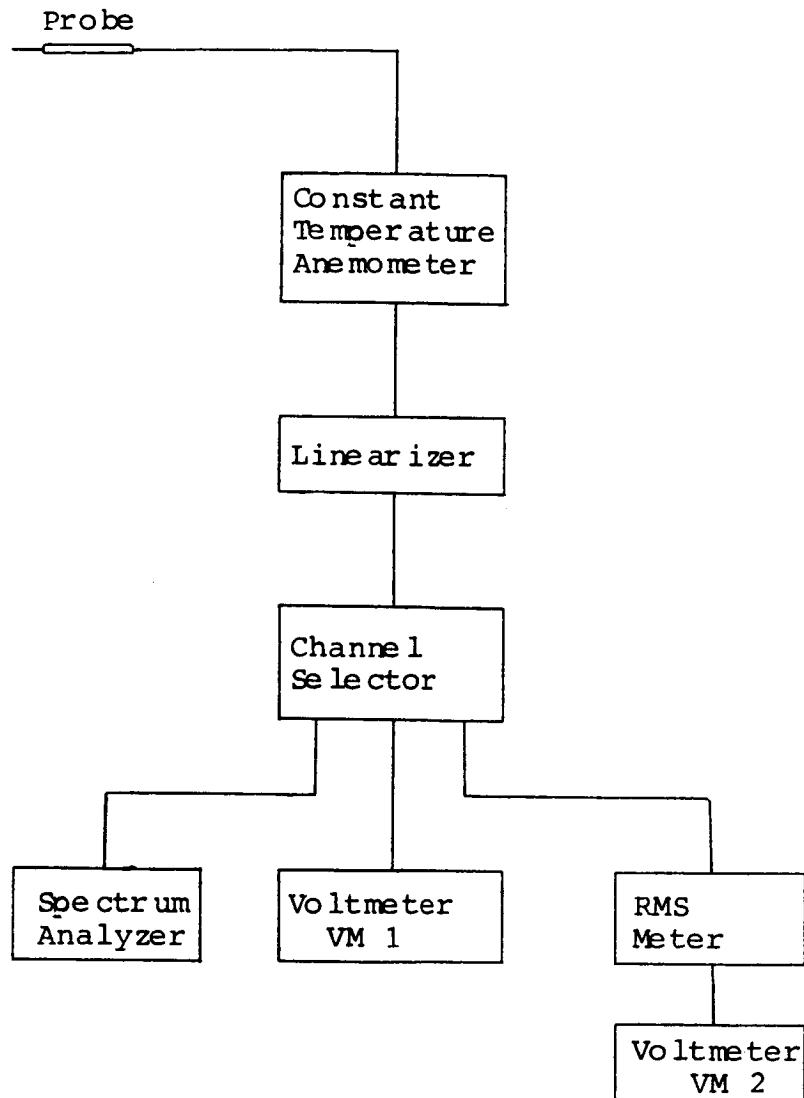 Probe
Constant
Temperature
Anemometer
Linearizer
Channel
Selector
Spectrum
Analyzer
Voltmeter
VM 1
RMS
Meter
Voltmeter
VM 2